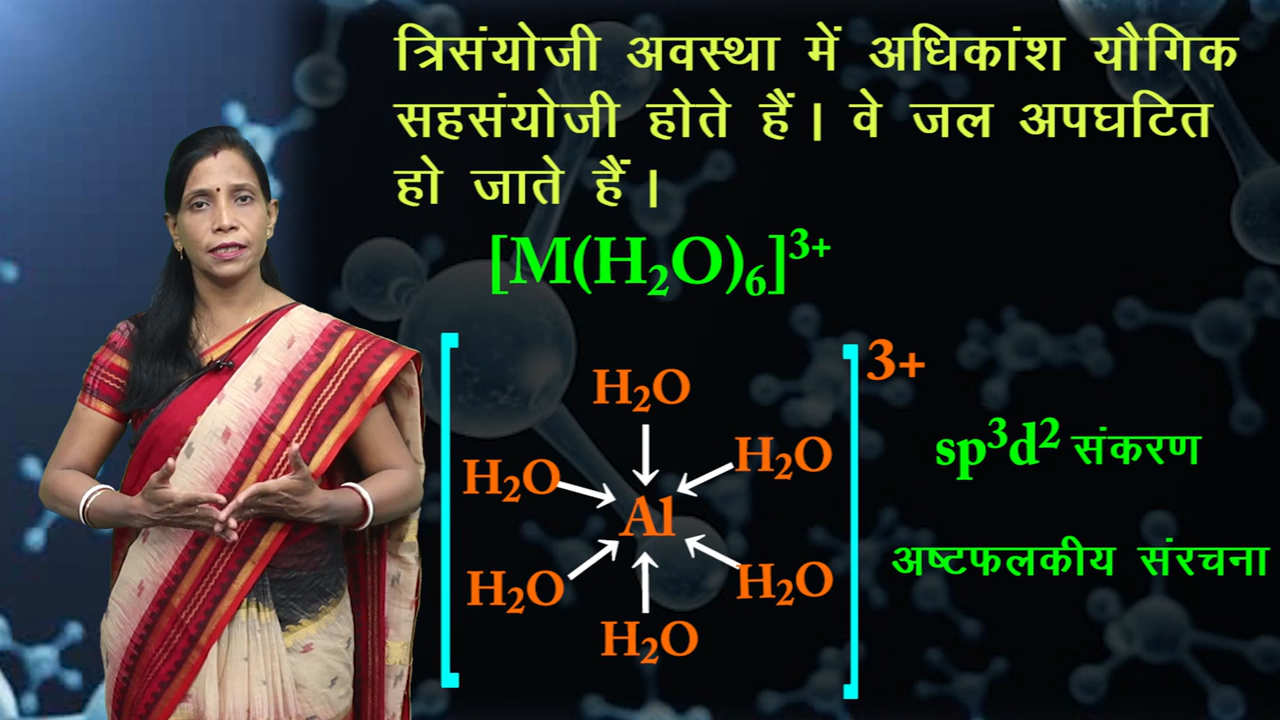 त्रिसंयोजी अवस्था में अधिकांश यौगिक
सहसंयोजी होते हैं। वे जल अपघटित
हो जाते हैं।
[M(H₂O)₆]³⁺
3+
H₂O
H₂O
H₂O
Al
H₂O
H₂O
H₂O
sp³d² संकरण
अष्टफलकीय संरचना